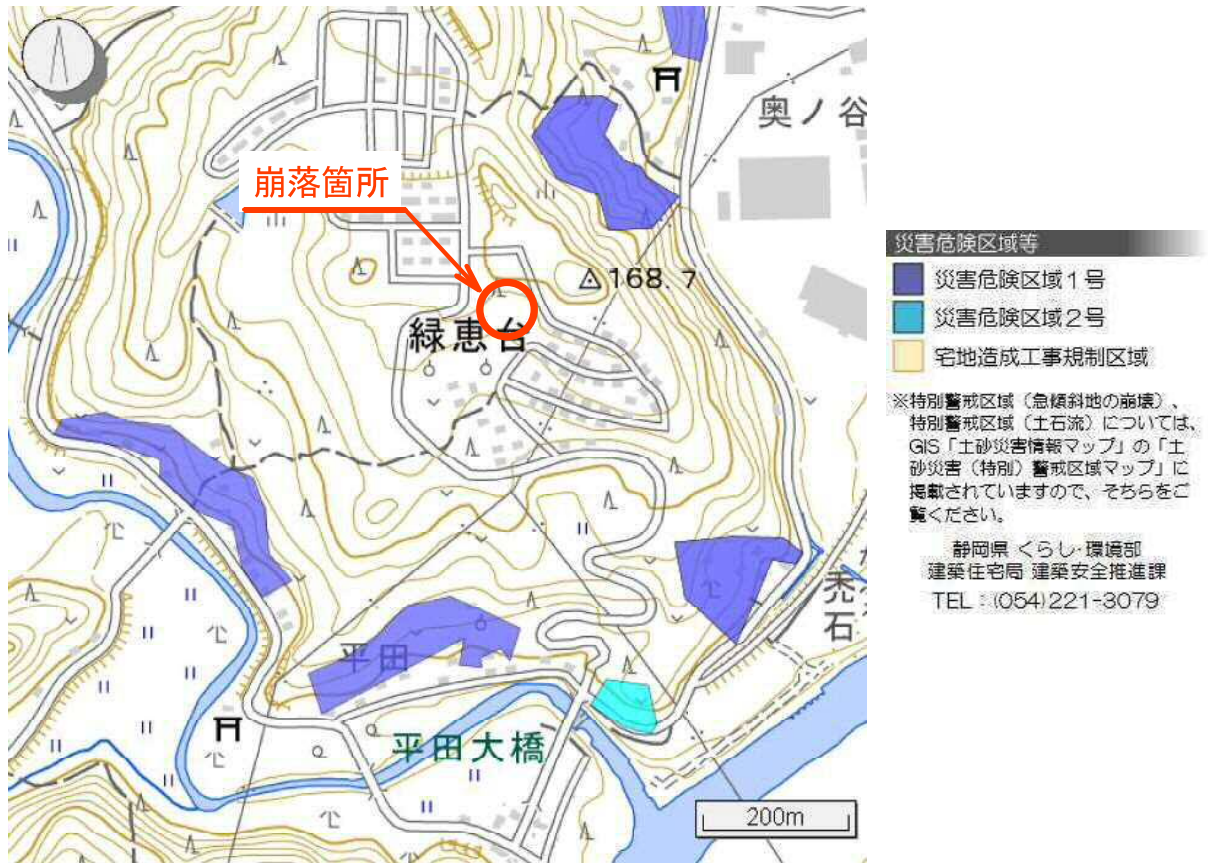 奥ノ谷
崩落箇所
168.7
緑恵台
禿石
平田
平田大橋
200m
災害危険区域等
災害危険区域1号
災害危険区域2号
宅地造成工事規制区域
※特別警戒区域(急傾斜地の崩壊)、
特別警戒区域(土石流)については、
GIS「土砂災害情報マップ」の「土
砂災害(特別)警戒区域マップ」に
掲載されていますので、そちらをご
覧ください。
静岡県 くらし・環境部
建築住宅局 建築安全推進課
TEL:(054)221-3079